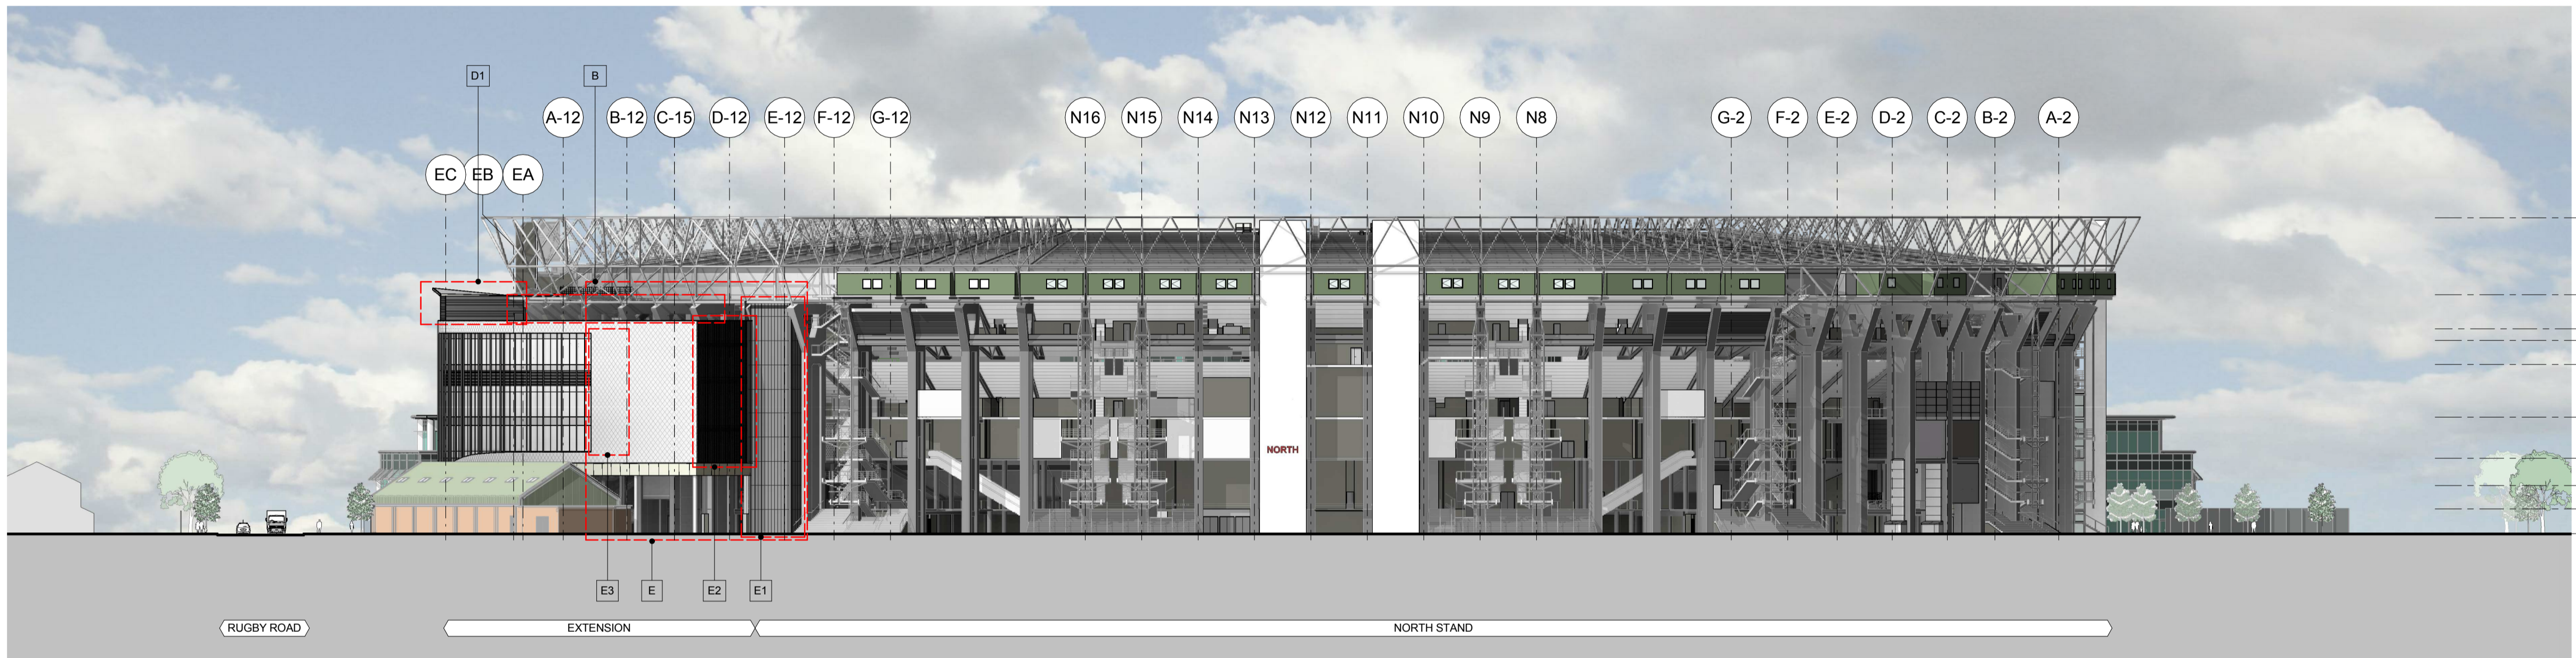 D1
B
A-12
B-12
C-15
D-12
E-12
F-12
G-12
N16
N15
N14
N13
N12
N11
N10
N9
N8
G-2
F-2
E-2
D-2
C-2
B-2
A-2
EC
EB
EA
NORTH
E3
E
E2
E1
RUGBY ROAD
EXTENSION
NORTH STAND